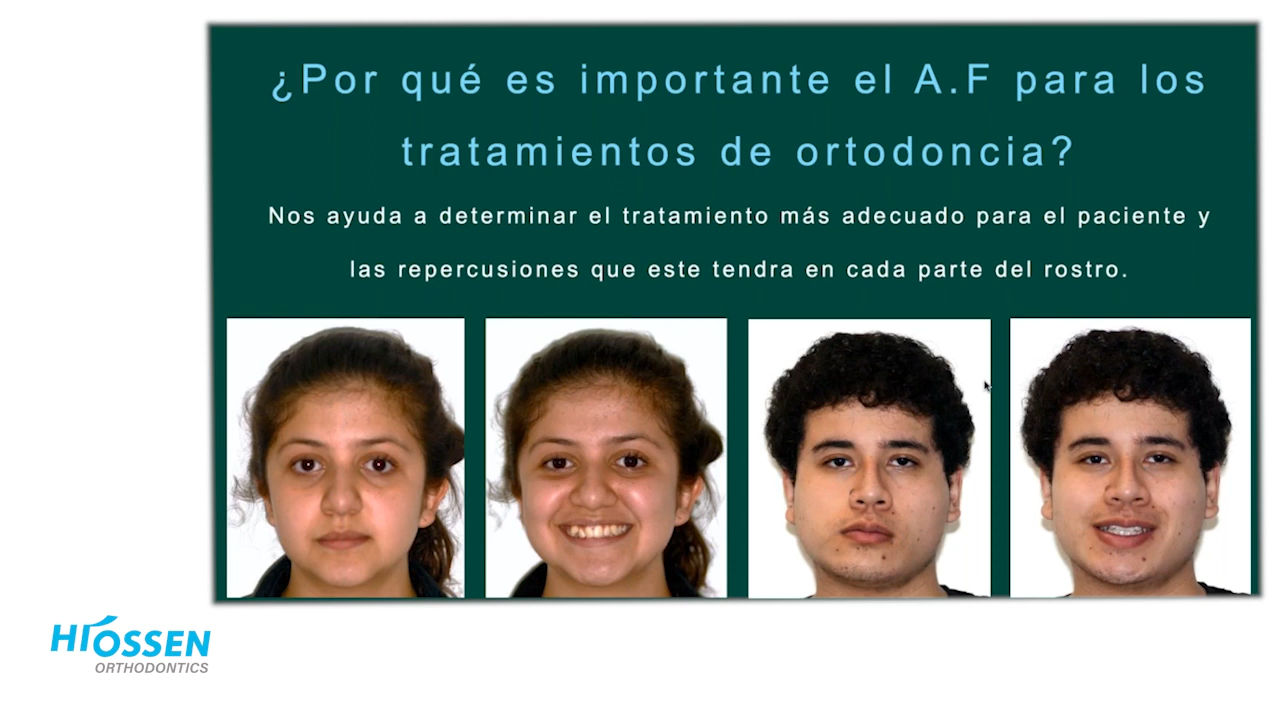 ¿Por qué es importante el A.F para los
tratamientos de ortodoncia?
Nos ayuda a determinar el tratamiento más adecuado para el paciente y
las repercusiones que este tendra en cada parte del rostro.
HIOSSEN
ORTHODONTICS